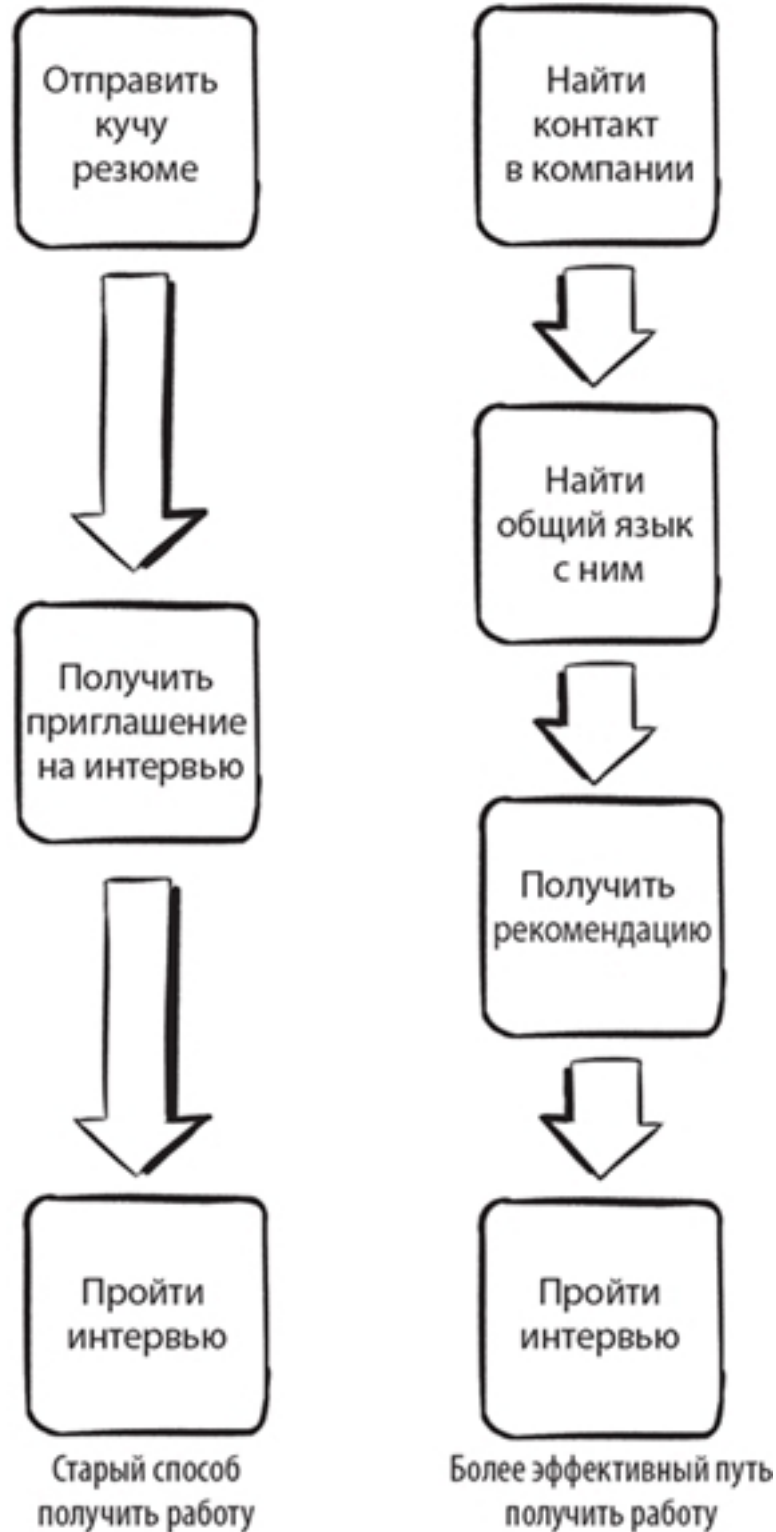 Отправить
кучу
резюме
Получить
приглашение
на интервью
Пройти
интервью
Старый способ
получить работу
Найти
контакт
в компании
Найти
общий язык
с ним
Получить
рекомендацию
Пройти
интервью
Более эффективный путь
получить работу